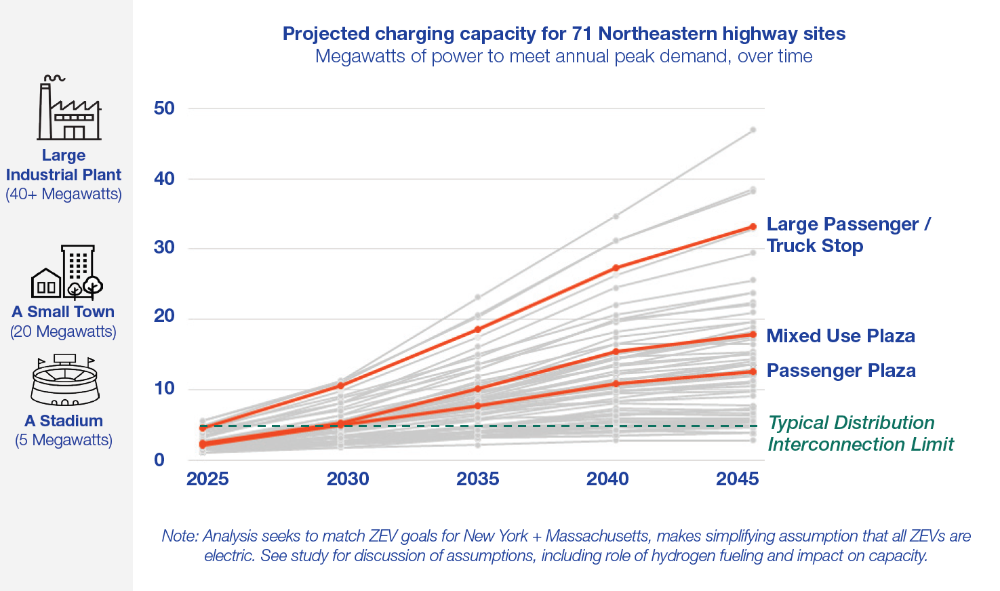 Projected charging capacity for 71 Northeastern highway sites
Megawatts of power to meet annual peak demand, over time
Large
Industrial Plant
(40+ Megawatts)
A Small Town
(20 Megawatts)
A Stadium
(5 Megawatts)
50
40
30
20
10
0
2025
2030
2035
2040
2045
Large Passenger /
Truck Stop
Mixed Use Plaza
Passenger Plaza
Typical Distribution
Interconnection Limit
Note: Analysis seeks to match ZEV goals for New York + Massachusetts, makes simplifying assumption that all ZEVs are
electric. See study for discussion of assumptions, including role of hydrogen fueling and impact on capacity.